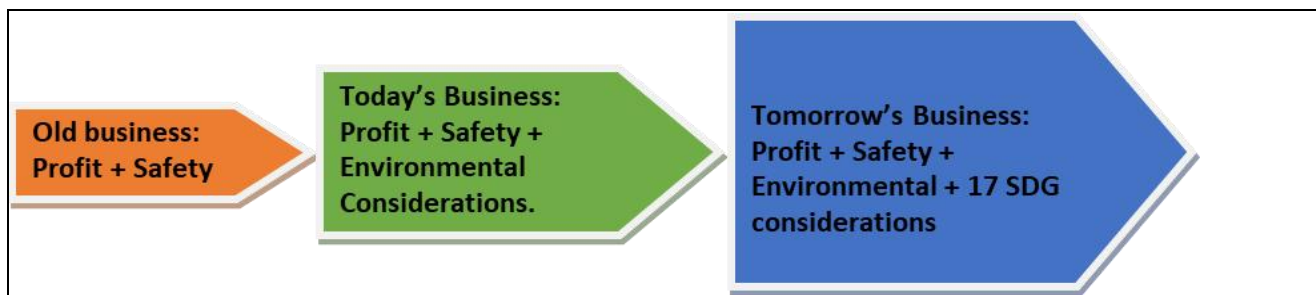 Old business:
Profit + Safety
Today’s Business:
Profit + Safety +
Environmental
Considerations.
Tomorrow’s Business:
Profit + Safety +
Environmental + 17 SDG
considerations